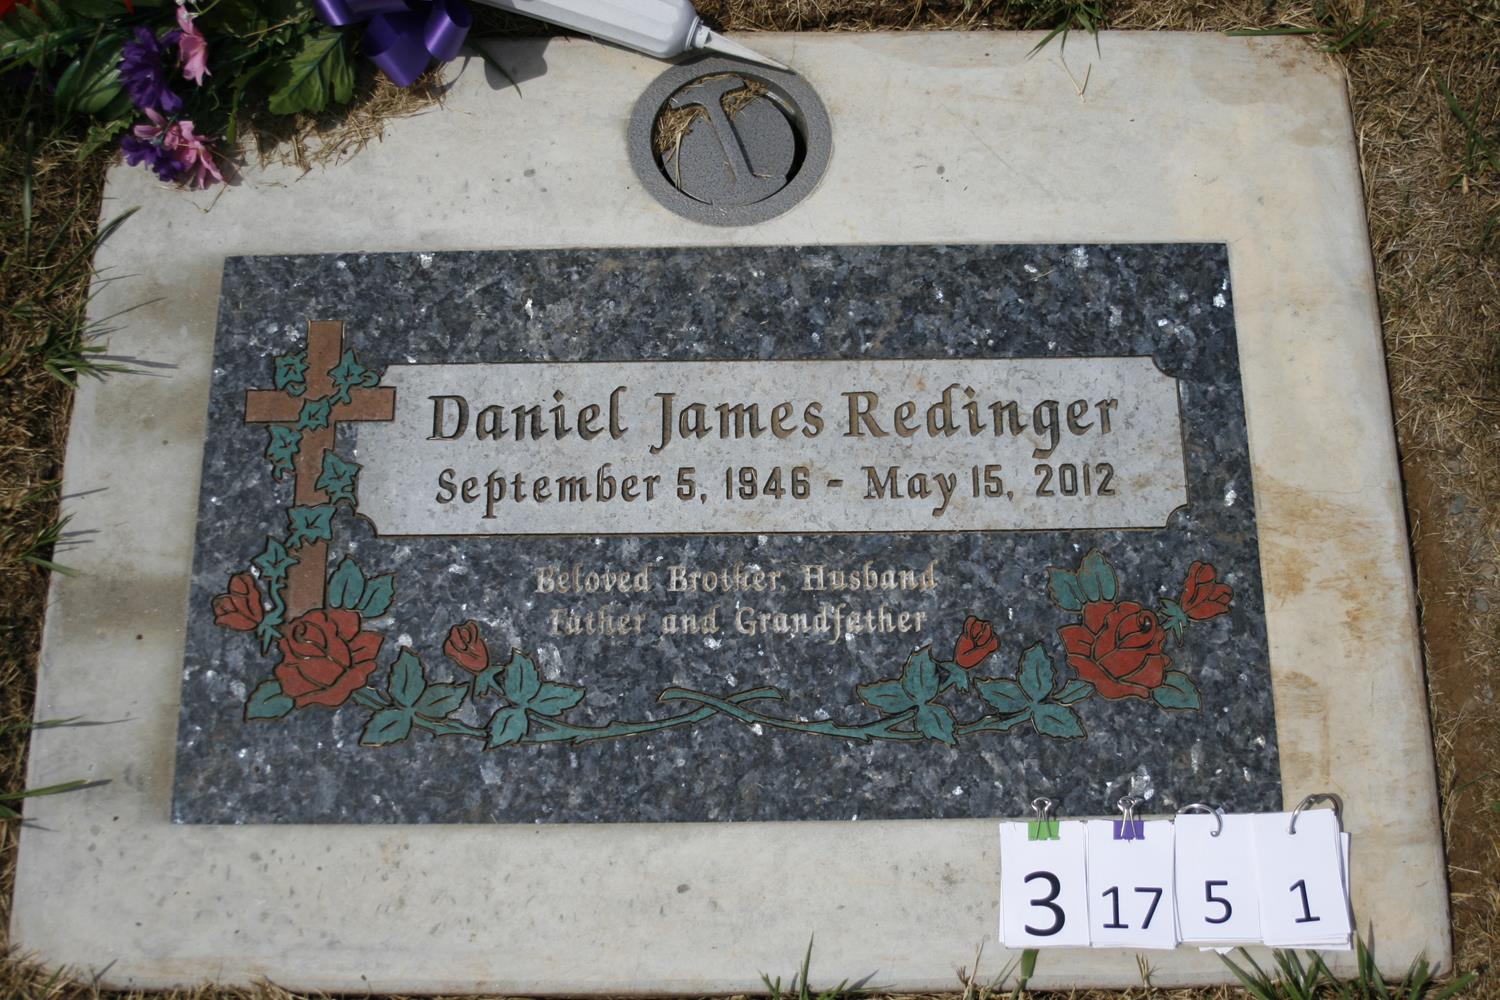 Daniel James Redinger
September 5, 1946 - May 15, 2012
Beloved Brother, Husband
Father and Grandfather
3 17 5 1